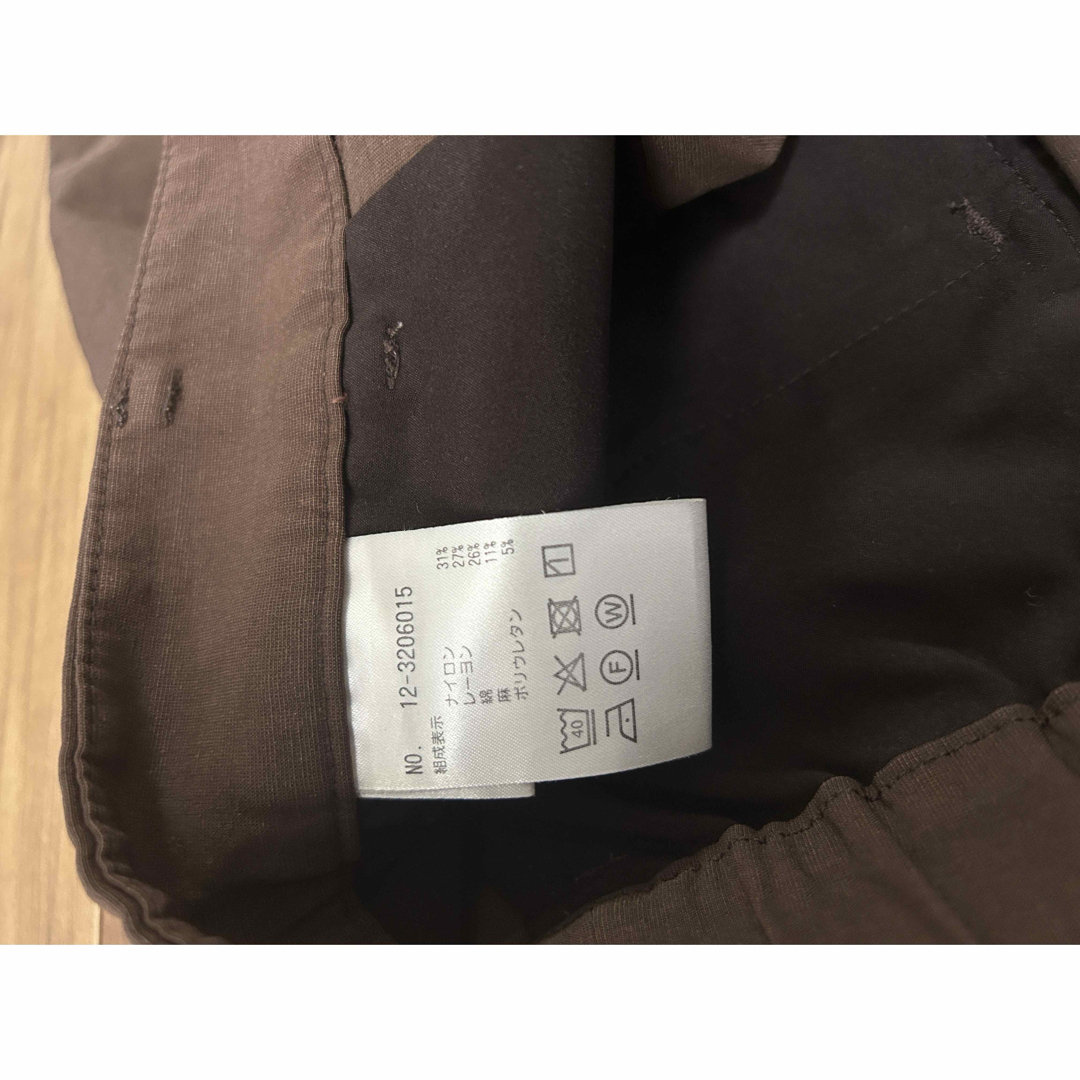 NO. 12-3206015
組成表示
ナイロン 31%
レーヨン 27%
綿 26%
麻 11%
ポリウレタン 5%
40
F W